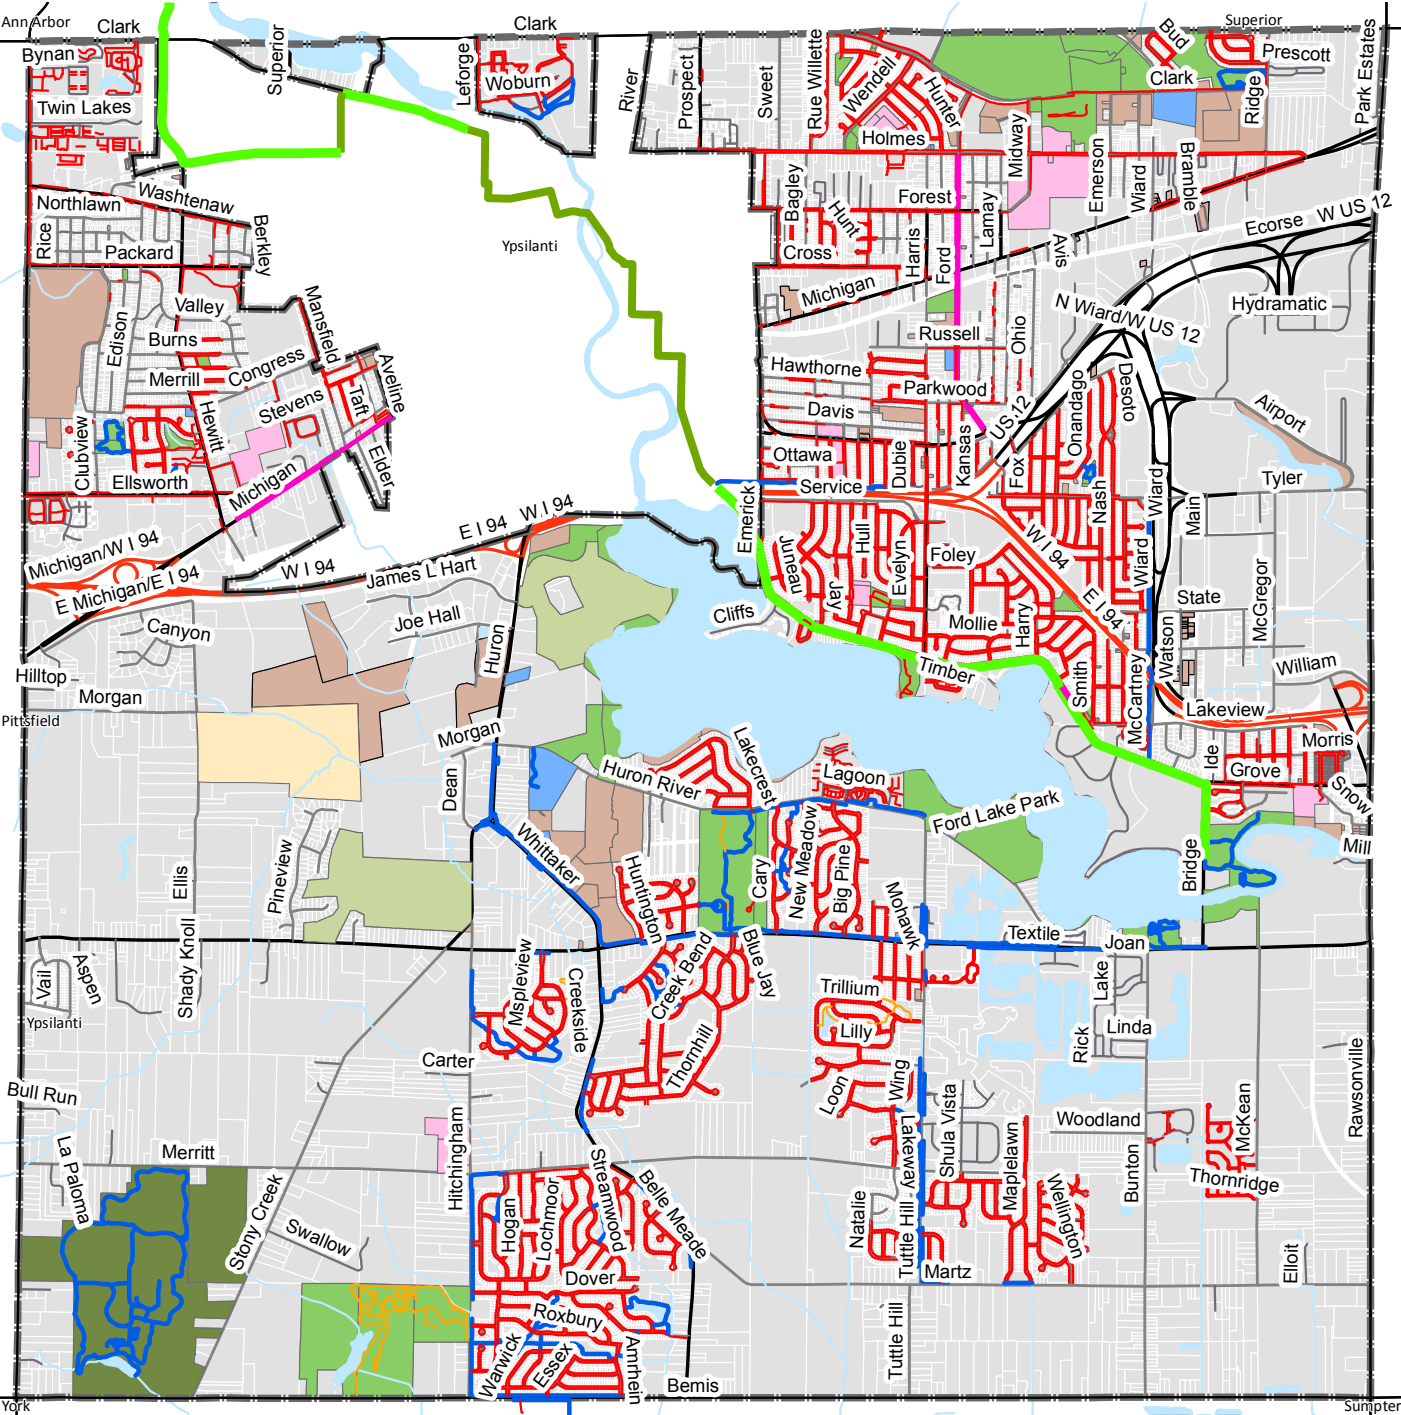 Ann Arbor
Clark
Superior
Clark
Superior
Bynan
Twin Lakes
Leforge
Woburn
River
Prospect
Sweet
Rue Willette
Wendell
Hunter
Holmes
Bud
Prescott
Clark
Ridge
Park Estates
Midway
Emerson
Wiard
Bramble
Washtenaw
Northlawn
Rice
Packard
Berkley
Ypsilanti
Bagley
Hunt
Forest
Harris
Ford
Lamay
Cross
Avis
Ecorse
W US 12
Michigan
N Wiard/W US 12
Hydramatic
Valley
Mansfield
Edison
Burns
Merrill
Congress
Aveline
Stevens
Taft
Hewitt
Clubview
Ellsworth
Michigan
Elder
Russell
Ohio
Hawthorne
Parkwood
Davis
US12
Onandago
Desoto
Airport
Ottawa
Dubie
Kansas
Fox
Tyler
Service
Nash
Wiard
Main
Emerick
Michigan/W I 94
E Michigan/E I 94
W I 94
E I 94
W I 94
James L Hart
Joe Hall
Juneau
Hull
Evelyn
Jay
Foley
W I 94
E I 94
Wiard
State
McGregor
Cliffs
Mollie
Harry
Canyon
Huron
Timber
Smith
McCartney
Watson
William
Hilltop
Morgan
Pittsfield
Lakeview
Morgan
Dean
Huron River
Lakecrest
Lagoon
Ide
Morris
Grove
Snow
Ford Lake Park
Mill
Whittaker
Pineview
Ellis
Huntington
Cary
New Meadow
Big Pine
Mohawk
Bridge
Textile
Joan
Vail
Aspen
Shady Knoll
Mspleview
Creekside
Creek Bend
Blue Jay
Trillium
Lilly
Lake
Linda
Rick
Ypsilanti
Carter
Thornhill
Loon
Wing
Rawsonville
Bull Run
Hitchingham
Lakeway
Shula Vista
Woodland
McKean
Merritt
La Paloma
Stony Creek
Swallow
Streamwood
Belle Meade
Hogan
Lochmoor
Natalie
Tuttle Hill
Maplelawn
Wellington
Bunton
Thornridge
Eloit
Dover
Martz
Roxbury
Warwick
Essex
Amrhein
Bemis
Tuttle Hill
York
Sumpter